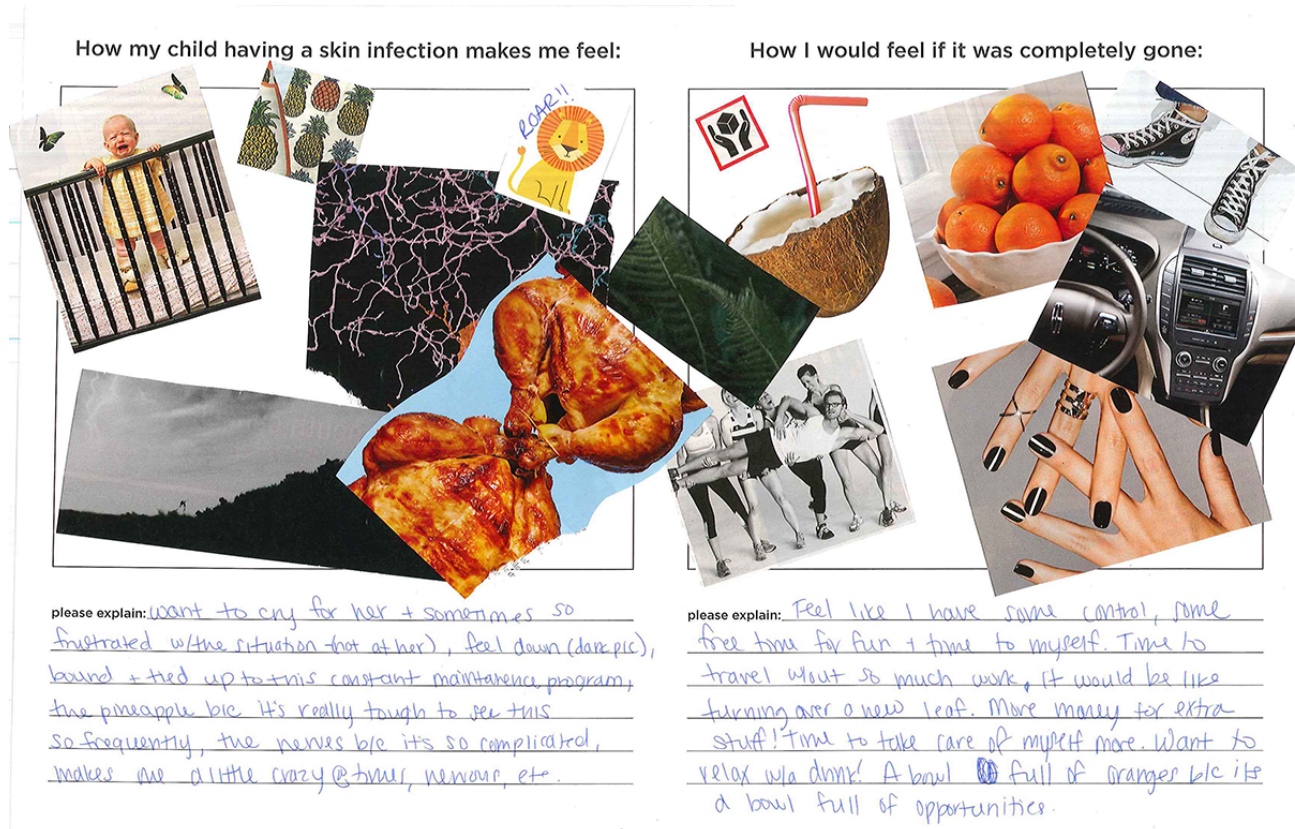 How my child having a skin infection makes me feel:
ROAR!!
please explain: want to cry for her + sometimes so
frustrated w/the situation (not at her), feel down (dark pic),
bound + tied up to this constant maintanence program,
the pineapple b/c it's really tough to see this
so frequently, the nerves b/c it's so complicated,
makes me a little crazy @ times, nervous, etc.
How I would feel if it was completely gone:
please explain: Feel like I have some control, some
free time for fun + time to myself. Time to
travel w/out so much work, it would be like
turning over a new leaf. More money for extra
stuff! Time to take care of myself more. Want to
relax w/a drink! A bowl full of oranges b/c its
a bowl full of opportunities.